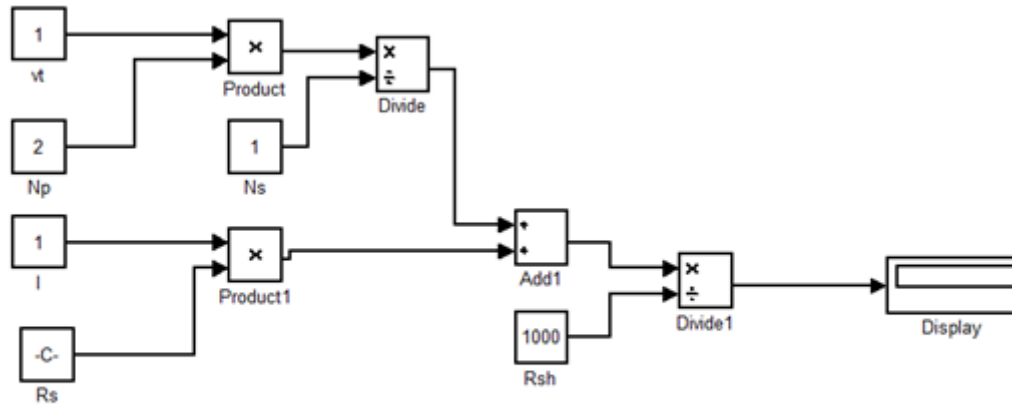 1
vt
×
Product
×
÷
Divide
2
Np
1
Ns
1
I
×
Product1
+
+
Add1
×
÷
Divide1
Display
-C-
Rs
1000
Rsh